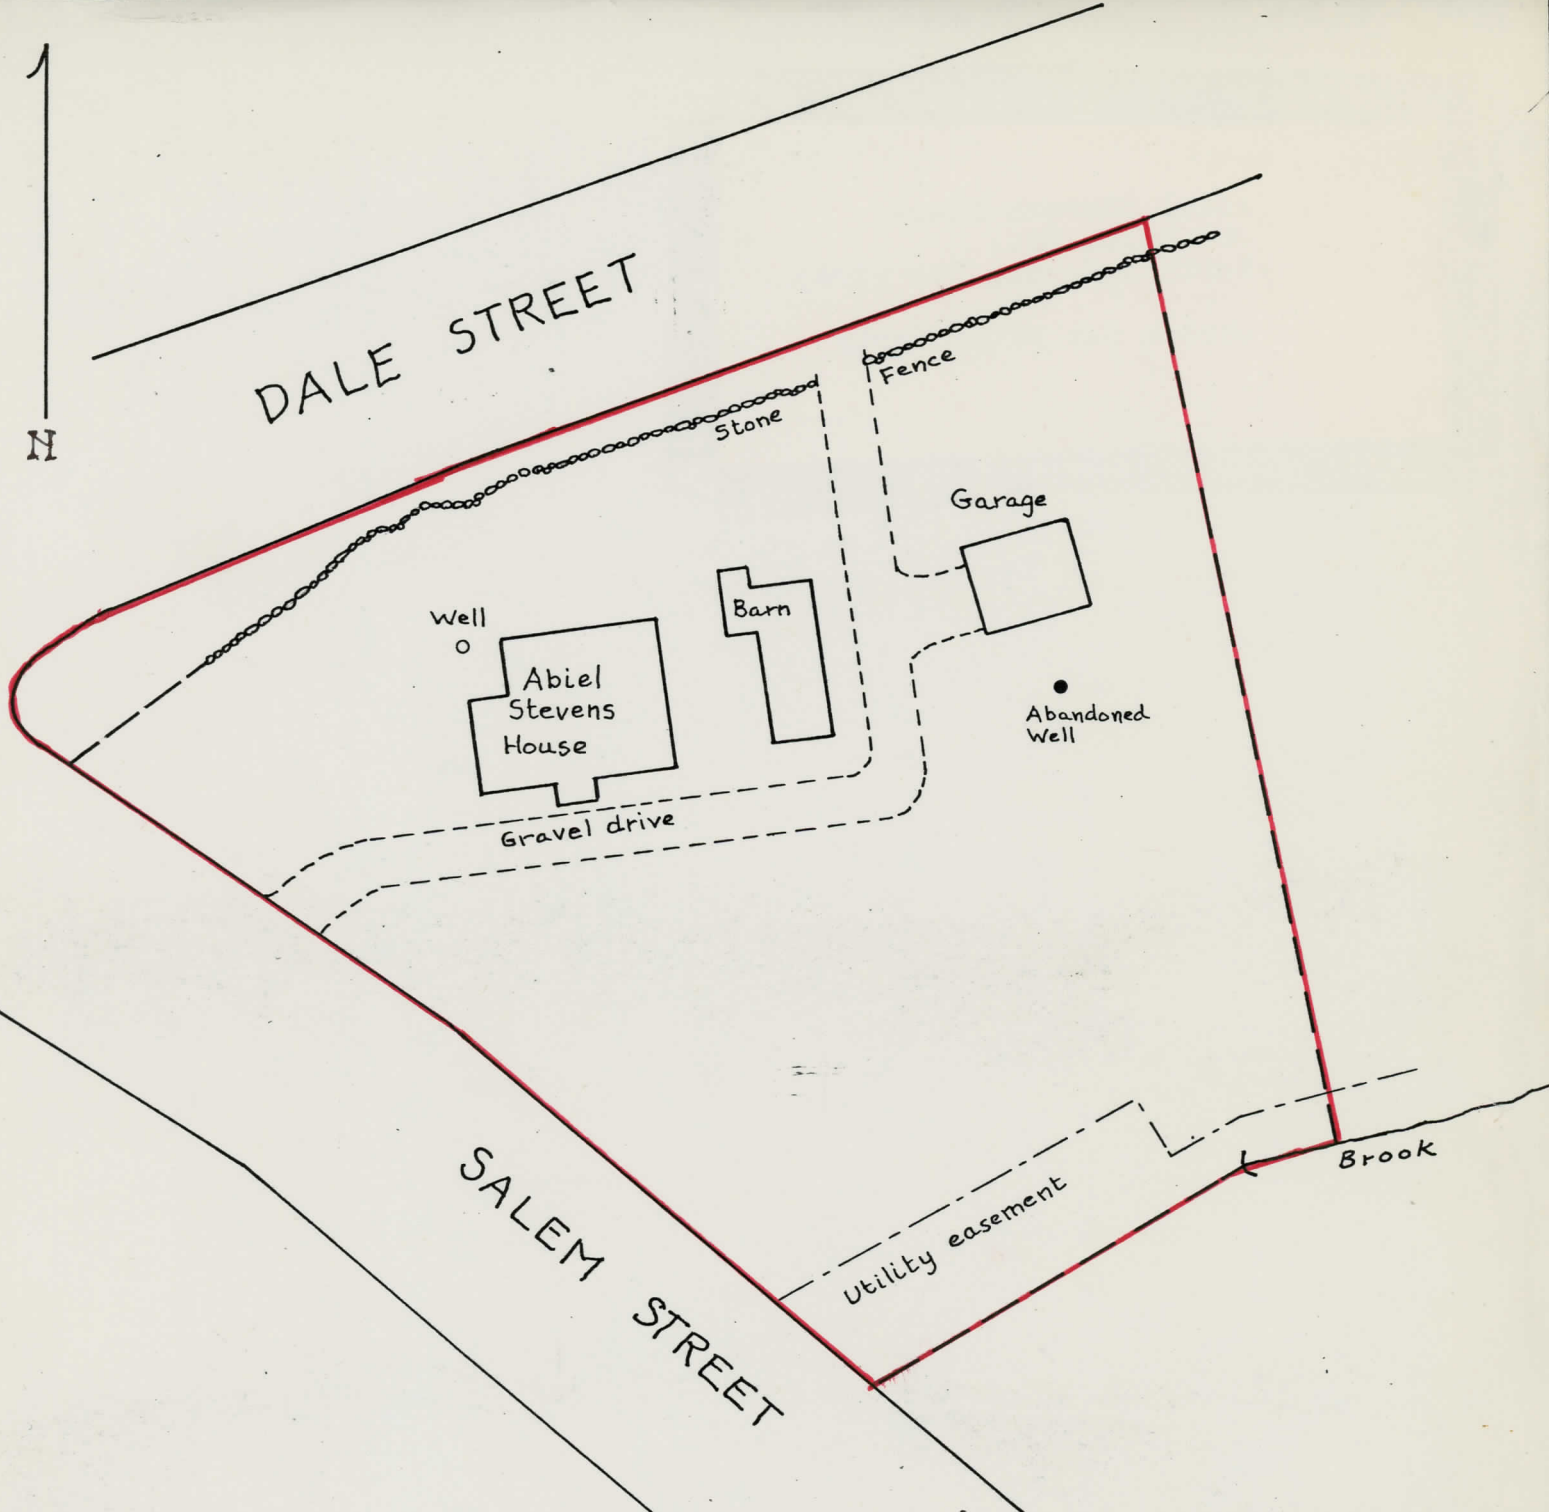 DALE STREET
N
Fence
Stone
Garage
Well
Barn
Abiel
Stevens
House
Abandoned
Well
Gravel drive
Brook
Utility easement
SALEM STREET